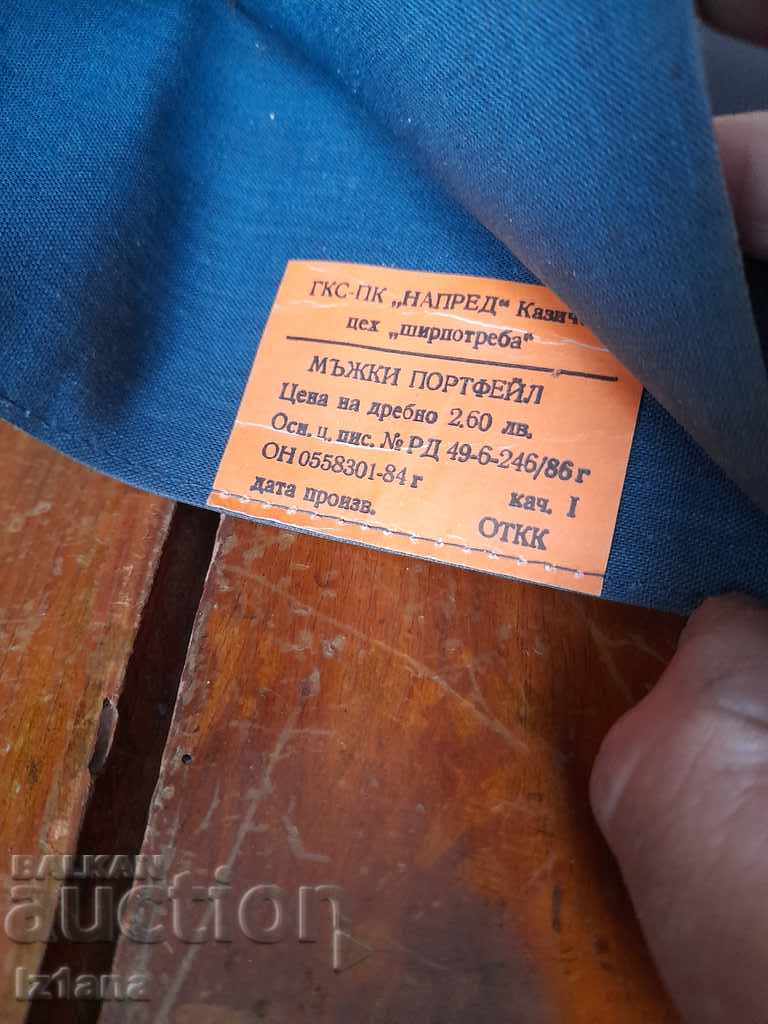 ГКС-ПК „НАПРЕД“
цех „ширпотреба“
МЪЖКИ ПОРТФЕЙЛ
Цена на дребно 2.60 лв.
Осн. ц. пис. № РД 49-6-246/86 г
ОН 0558301-84 г кач. I
дата произв. ОТКК
BALKAN
auction
Iz1ana